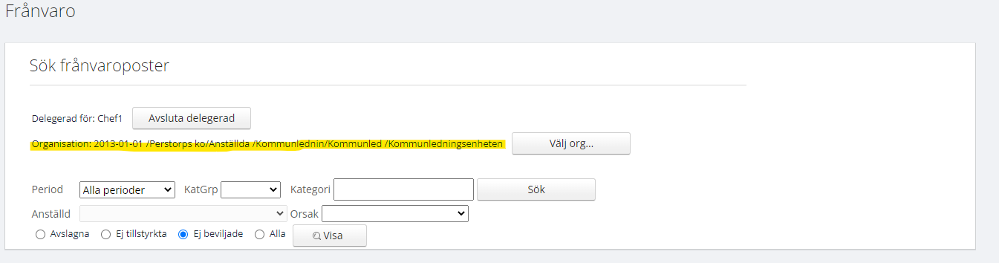 Frånvaro
Sök frånvaroposter
Delegerad för: Chef1 Avsluta delegerad
Organisation: 2013-01-01 /Perstorps ko/Anställda /Kommunlednin/Kommunled /Kommunledningsenheten Välj org...
Period Alla perioder KatGrp Kategori Sök
Anställd Orsak
Avslagna Ej tillstyrkta Ej beviljade Alla Visa